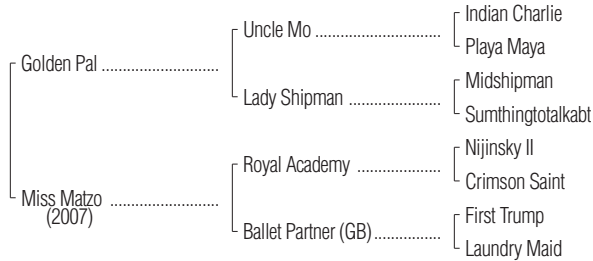 Indian Charlie
Uncle Mo ........................
Playa Maya
Golden Pal ............................
Midshipman
Lady Shipman ......................
Sumthingtotalkabt
Nijinsky II
Royal Academy ....................
Crimson Saint
Miss Matzo ..........................
(2007)
First Trump
Ballet Partner (GB)................
Laundry Maid